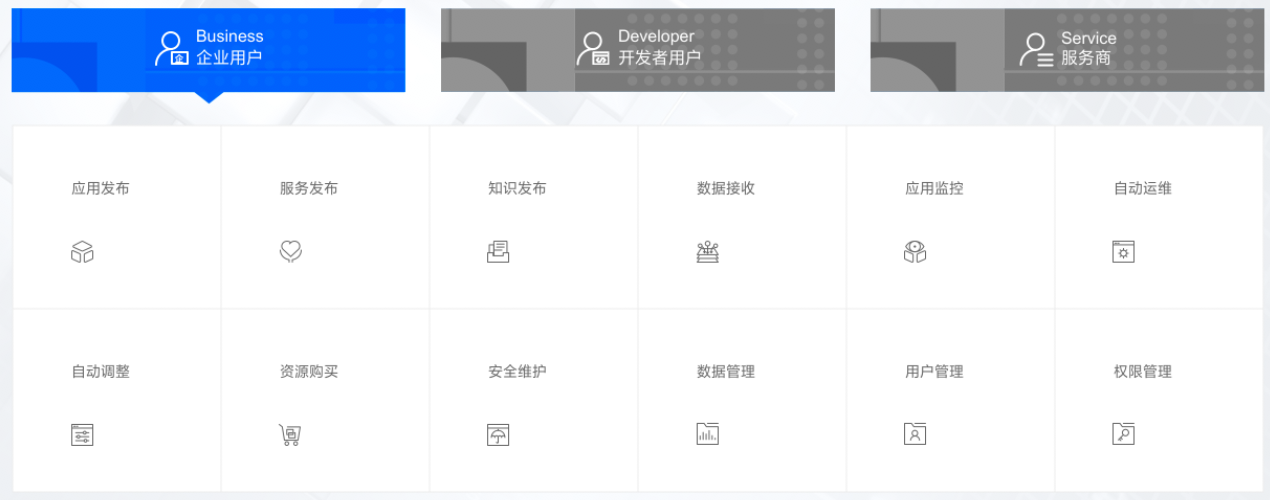 Business
企业用户
Developer
开发者用户
Service
服务商
应用发布
服务发布
知识发布
数据接收
应用监控
自动运维
自动调整
资源购买
安全维护
数据管理
用户管理
权限管理